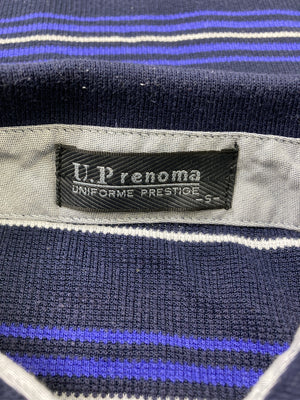 U.P renoma
UNIFORME PRESTIGE
-S-